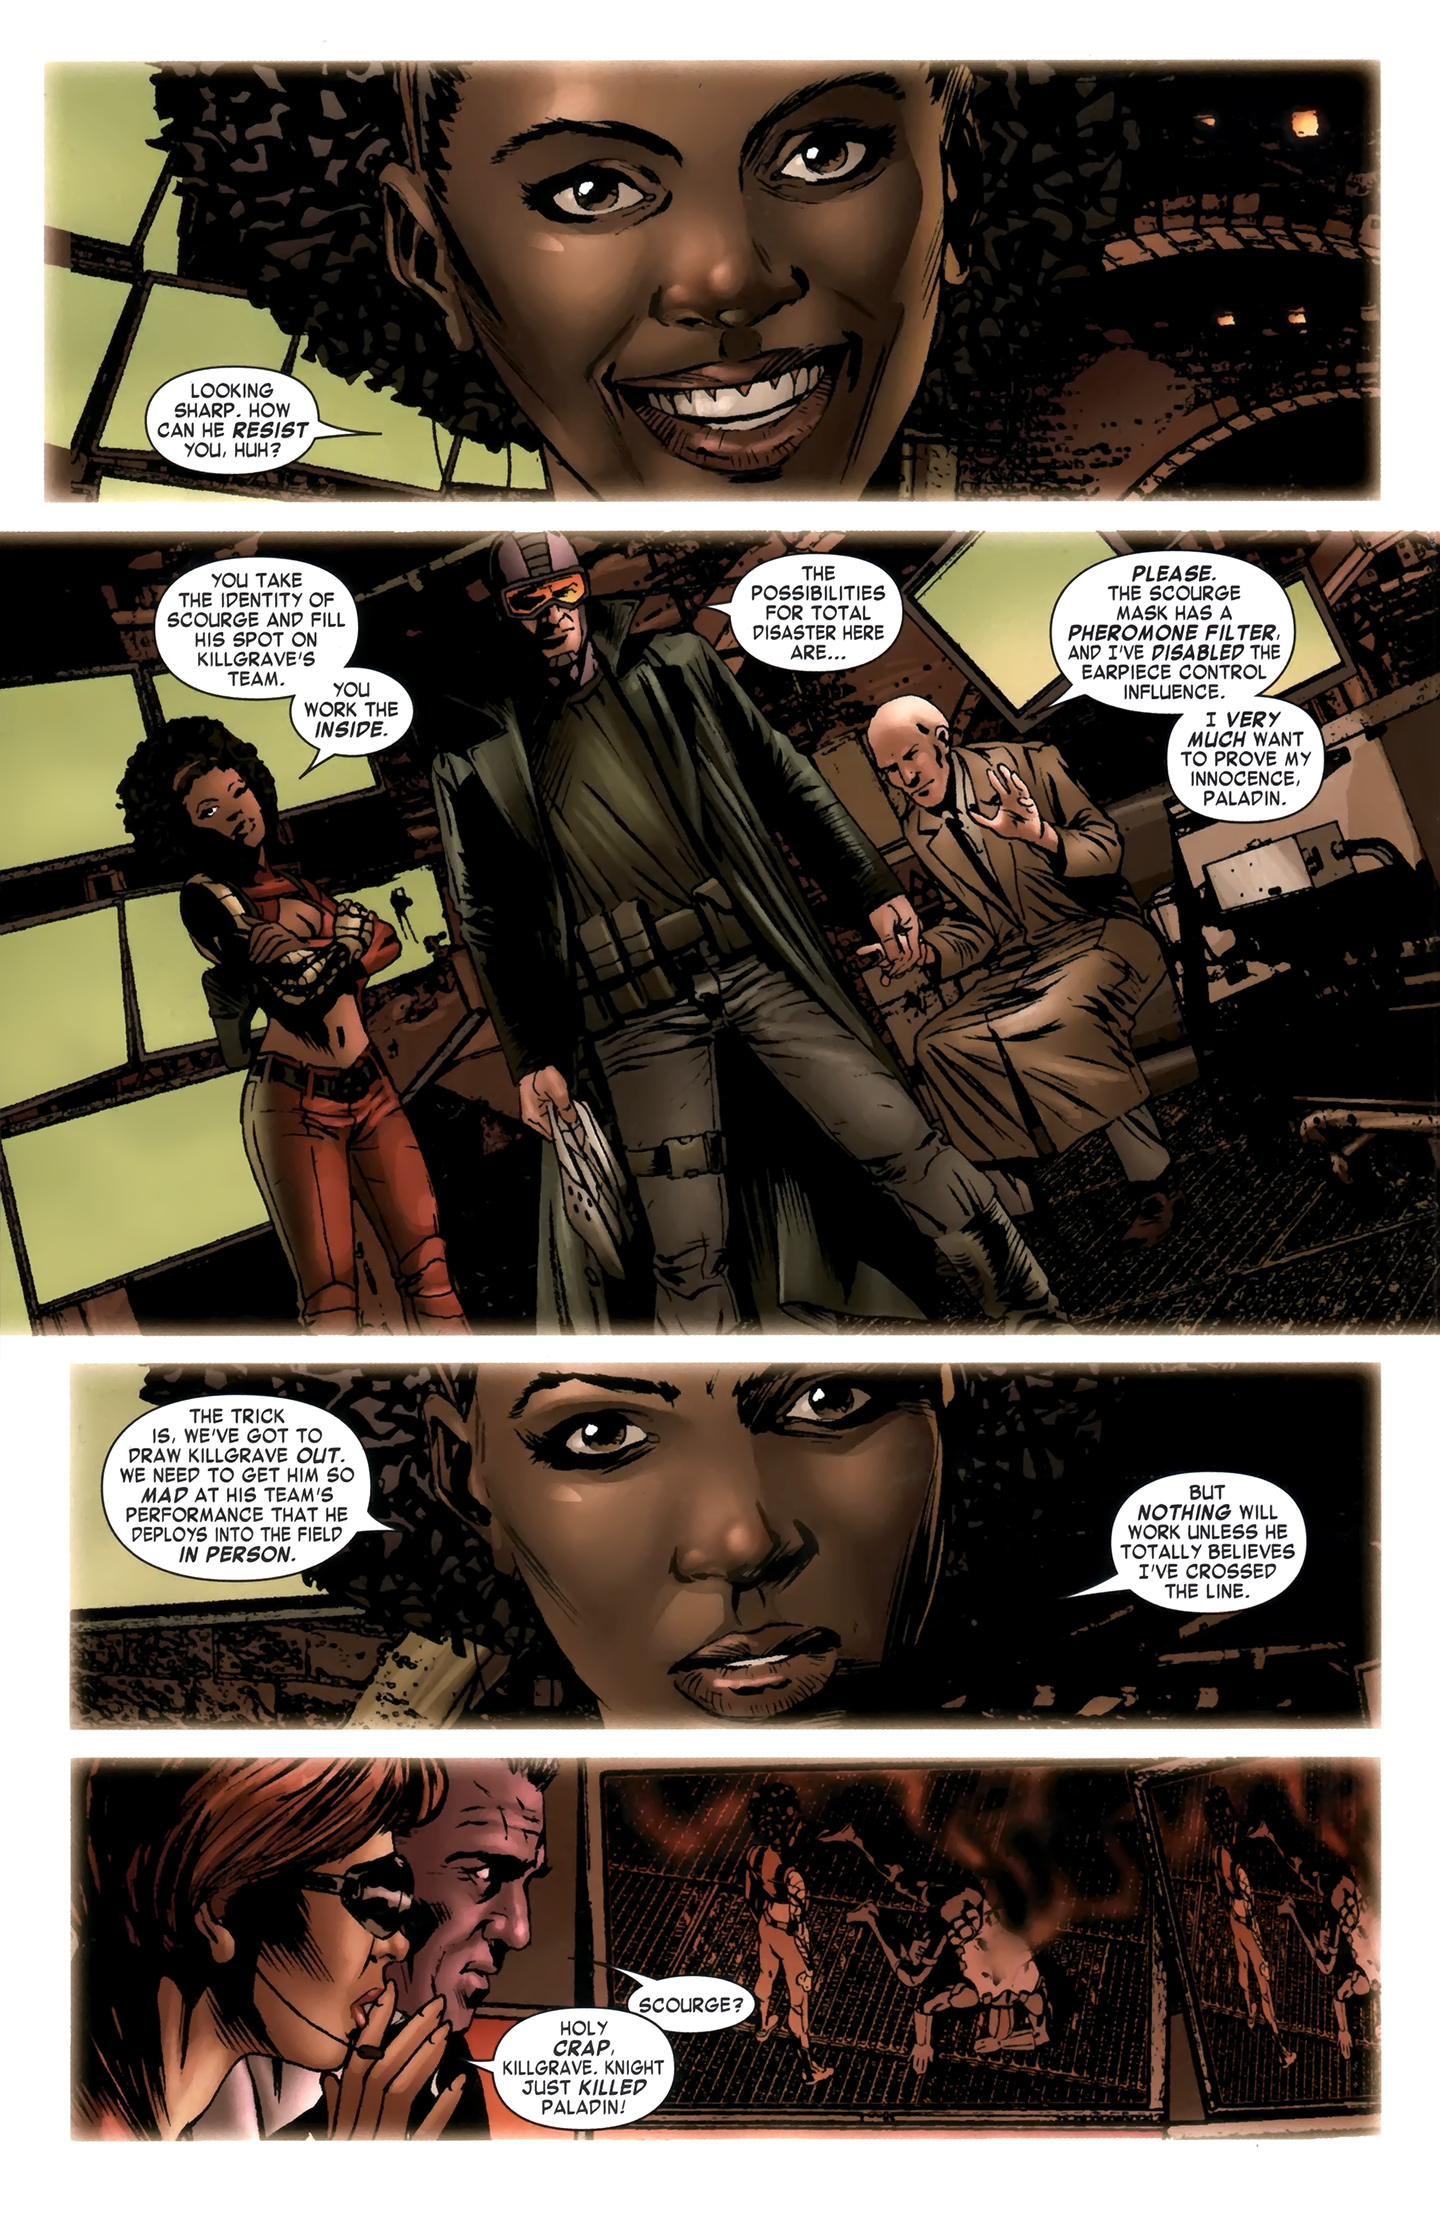 LOOKING
SHARP. HOW
CAN HE RESIST
YOU, HUH?
YOU TAKE
THE IDENTITY OF
SCOURGE AND FILL
HIS SPOT ON
KILLGRAVE'S
TEAM.
YOU
WORK THE
INSIDE.
THE
POSSIBILITIES
FOR TOTAL
DISASTER HERE
ARE...
PLEASE.
THE SCOURGE
MASK HAS A
PHEROMONE FILTER,
AND I'VE DISABLED THE
EARPIECE CONTROL
INFLUENCE.
I VERY
MUCH WANT
TO PROVE MY
INNOCENCE,
PALADIN.
THE TRICK
IS, WE'VE GOT TO
DRAW KILLGRAVE OUT.
WE NEED TO GET HIM SO
MAD AT HIS TEAM'S
PERFORMANCE THAT HE
DEPLOYS INTO THE FIELD
IN PERSON.
BUT
NOTHING WILL
WORK UNLESS HE
TOTALLY BELIEVES
I'VE CROSSED
THE LINE.
SCOURGE?
HOLY
CRAP,
KILLGRAVE. KNIGHT
JUST KILLED
PALADIN!